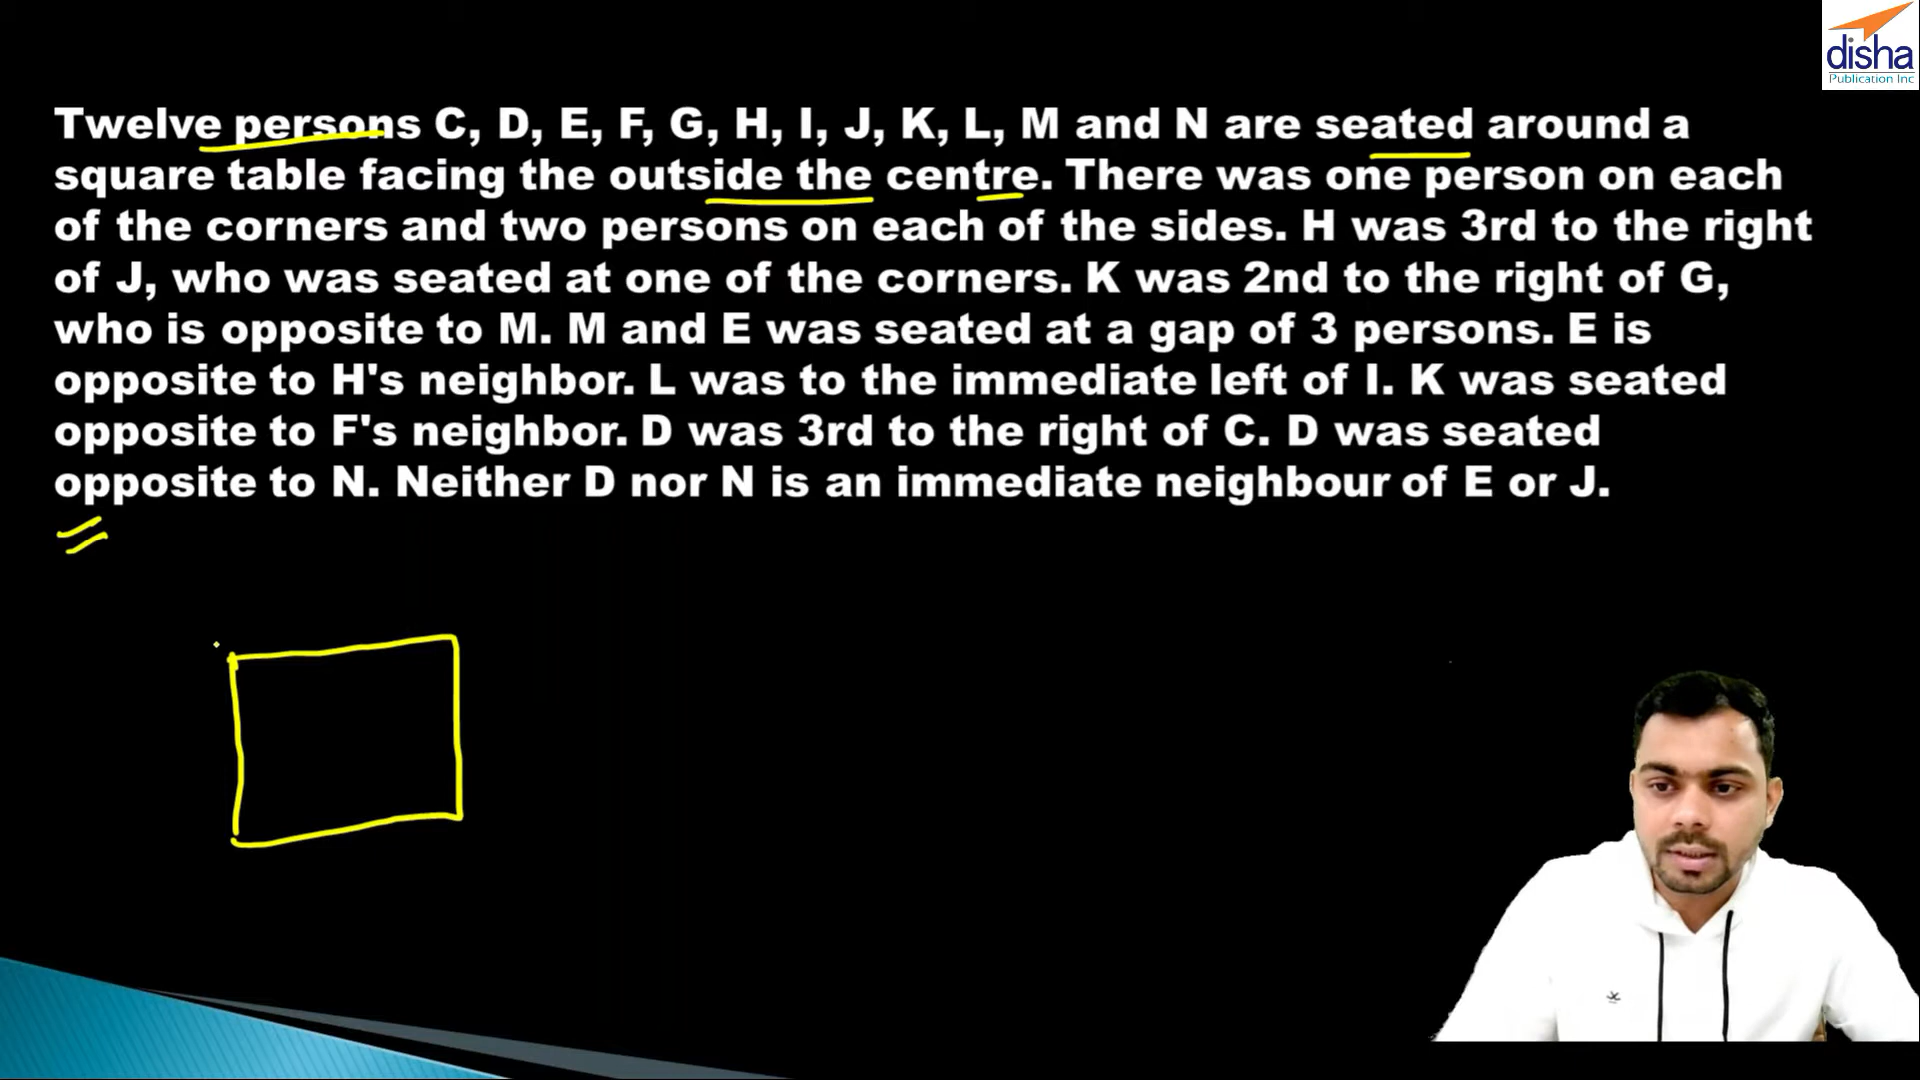 disha
Publication Inc
Twelve persons C, D, E, F, G, H, I, J, K, L, M and N are seated around a
square table facing the outside the centre. There was one person on each
of the corners and two persons on each of the sides. H was 3rd to the right
of J, who was seated at one of the corners. K was 2nd to the right of G,
who is opposite to M. M and E was seated at a gap of 3 persons. E is
opposite to H's neighbor. L was to the immediate left of I. K was seated
opposite to F's neighbor. D was 3rd to the right of C. D was seated
opposite to N. Neither D nor N is an immediate neighbour of E or J.